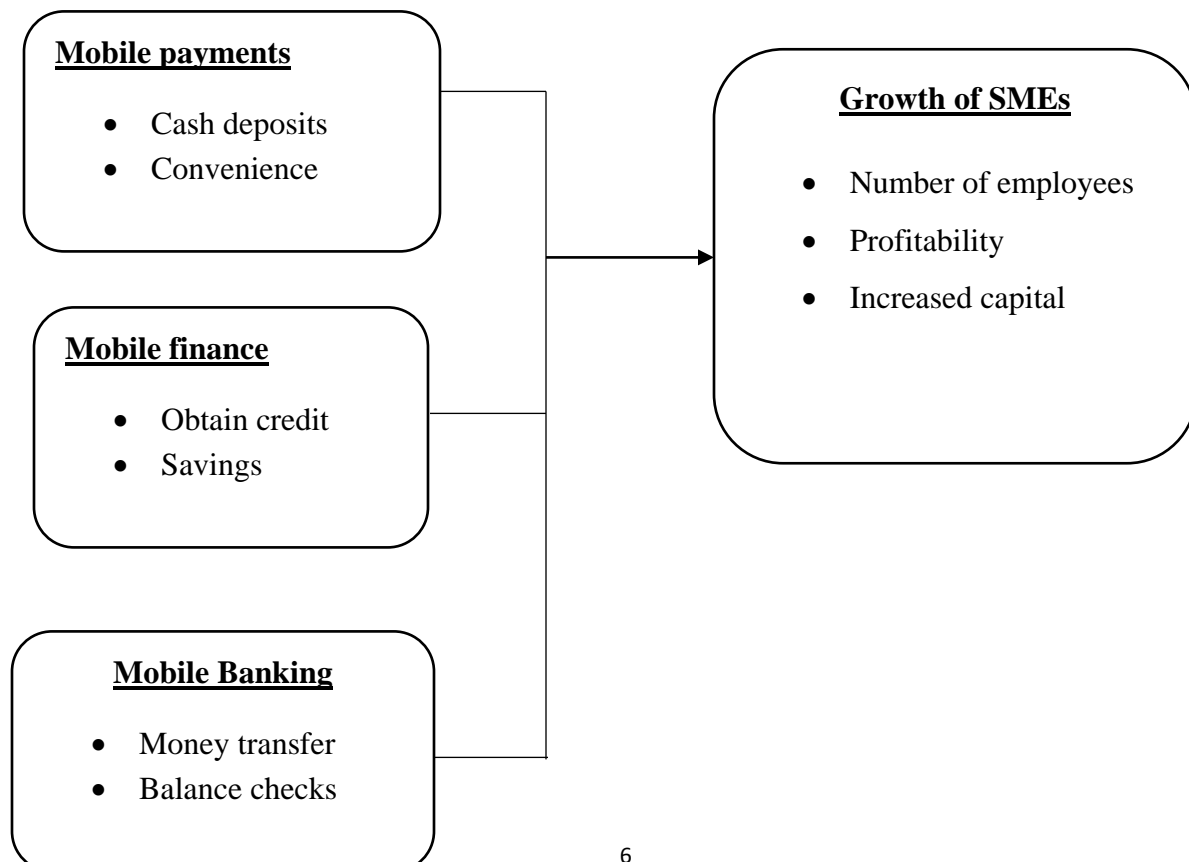 Mobile payments
• Cash deposits
• Convenience
Growth of SMEs
• Number of employees
• Profitability
• Increased capital
Mobile finance
• Obtain credit
• Savings
Mobile Banking
• Money transfer
• Balance checks
6